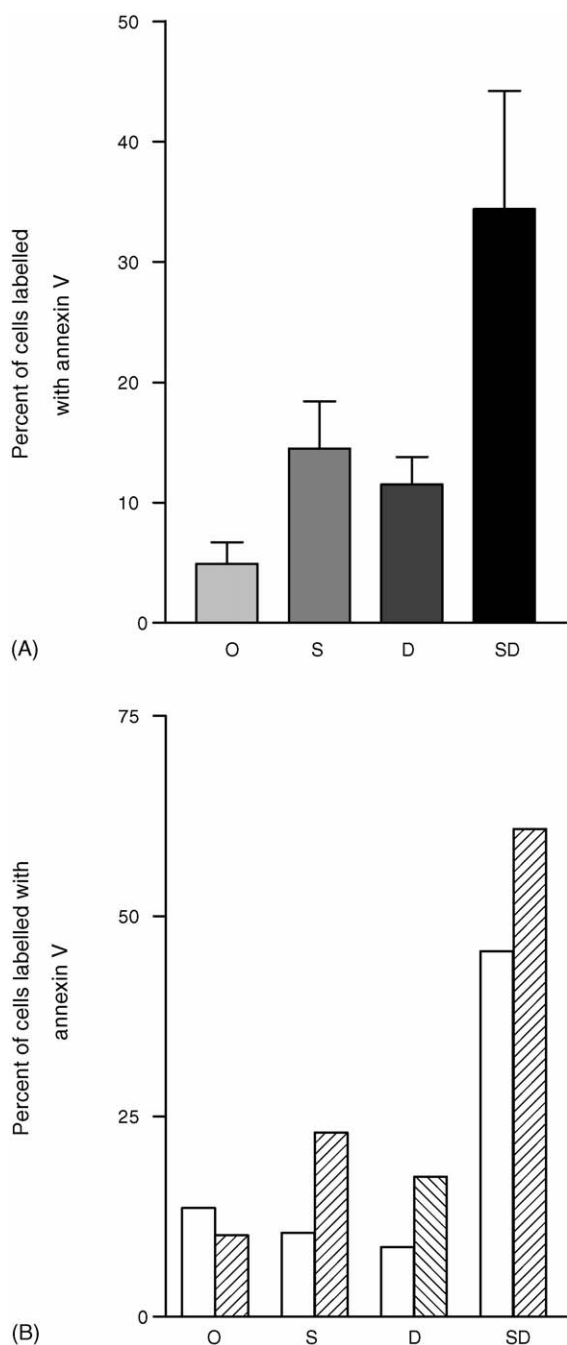 50
40
30
20
10
0
Percent of cells labelled
with annexin V
(A)
O S D SD
75
50
25
0
Percent of cells labelled with
annexin V
(B)
O S D SD